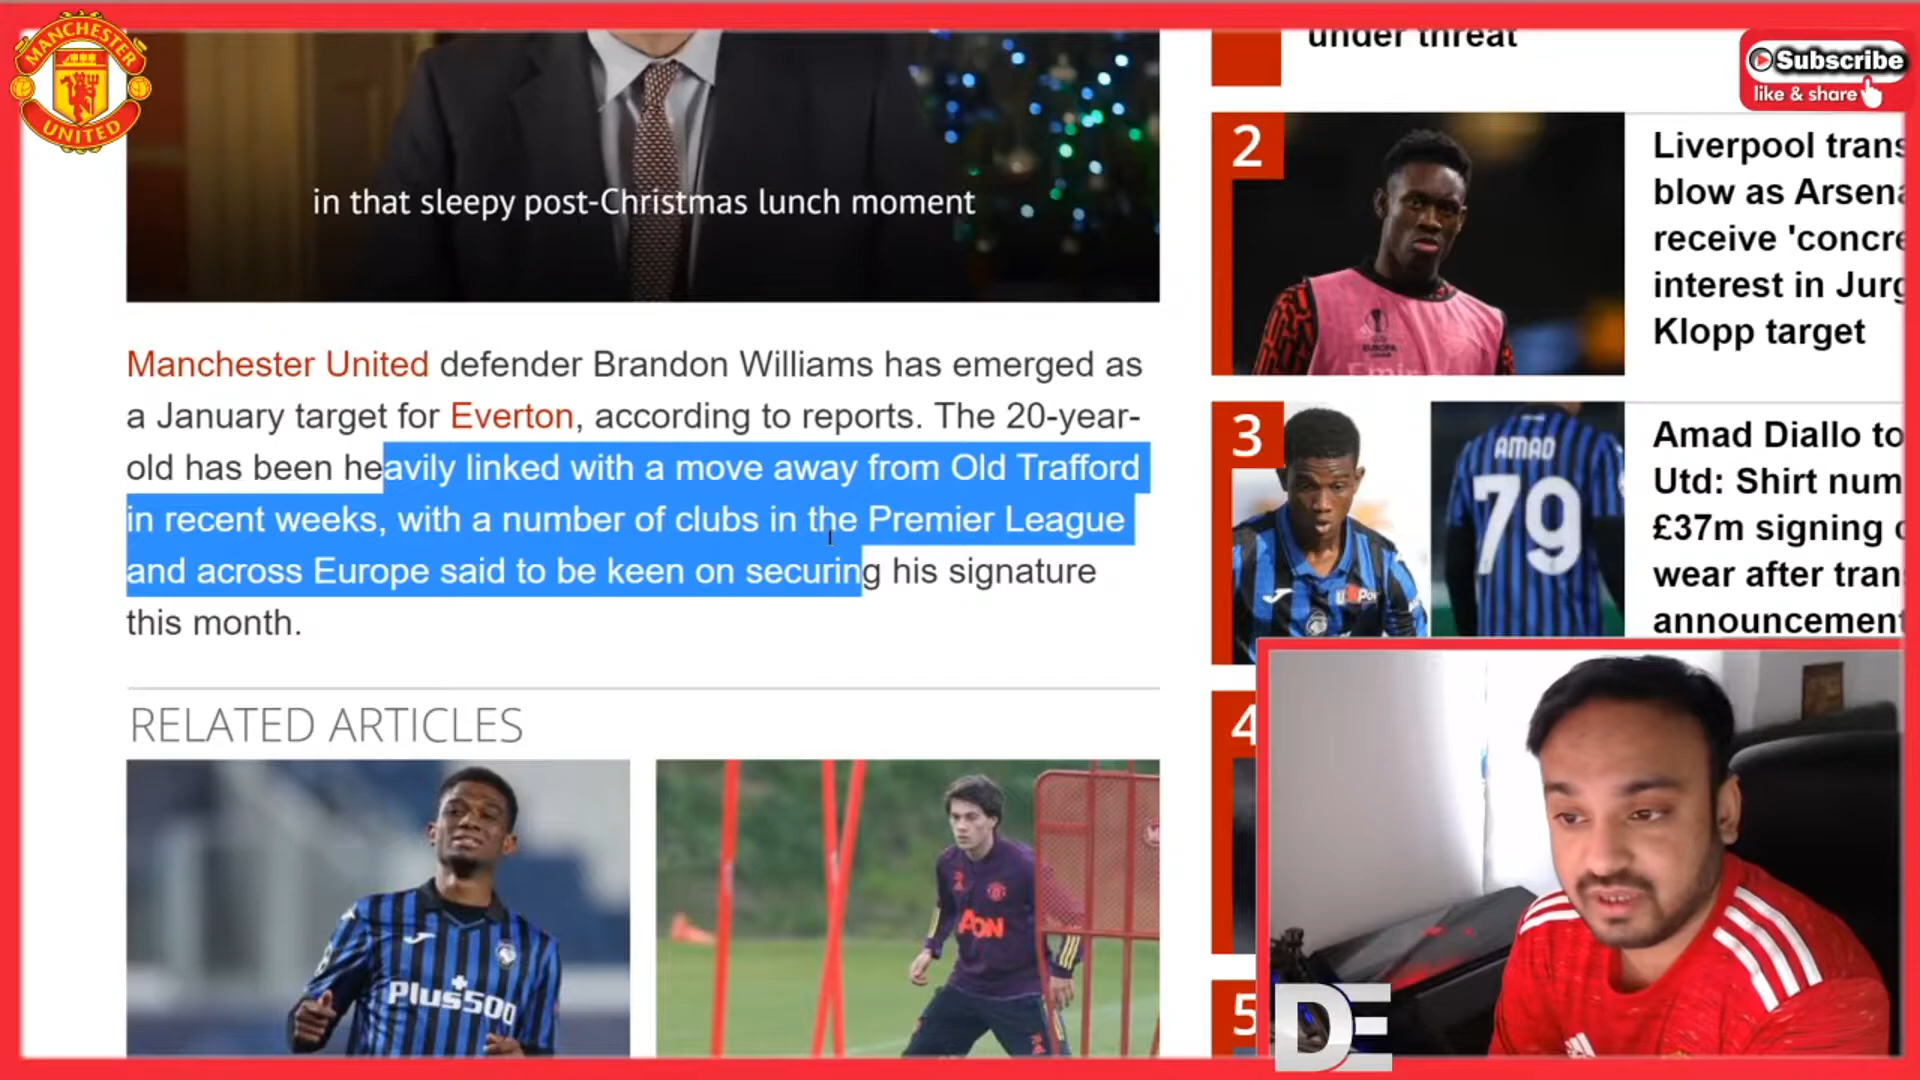 MANCHESTER
UNITED
in that sleepy post-Christmas lunch moment
Manchester United defender Brandon Williams has emerged as
a January target for Everton, according to reports. The 20-year-
old has been heavily linked with a move away from Old Trafford
in recent weeks, with a number of clubs in the Premier League
and across Europe said to be keen on securing his signature
this month.
RELATED ARTICLES
Plus500
AON
under threat
Subscribe
like & share
2
Liverpool trans
blow as Arsena
receive 'concre
interest in Jurg
Klopp target
EUROPA
3
AMAD
79
Amad Diallo to
Utd: Shirt num
£37m signing
wear after tran
announcement
4
5
DE